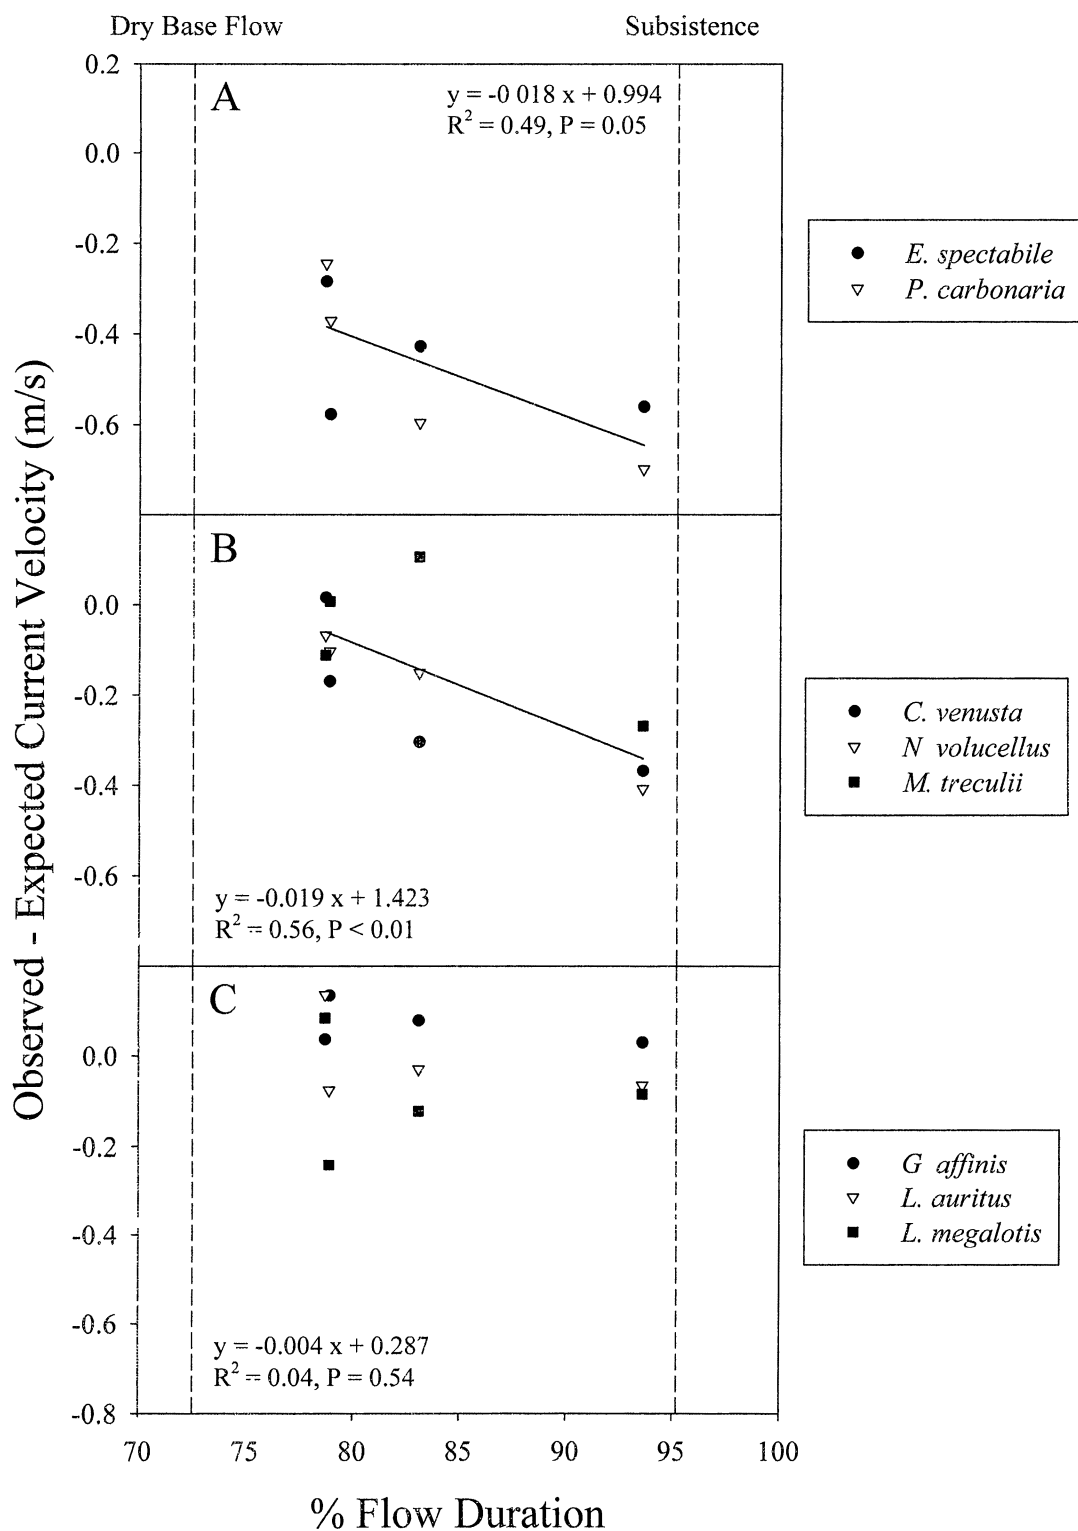 Dry Base Flow Subsistence
0.2
A
y = -0 018 x + 0.994
R² = 0.49, P = 0.05
0.0
-0.2
-0.4
-0.6
E. spectabile
P. carbonaria
Observed - Expected Current Velocity (m/s)
B
0.0
-0.2
-0.4
-0.6
y = -0.019 x + 1.423
R² = 0.56, P < 0.01
C. venusta
N volucellus
M. treculii
C
0.0
-0.2
-0.4
-0.6
-0.8
y = -0.004 x + 0.287
R² = 0.04, P = 0.54
G affinis
L. auritus
L. megalotis
70 75 80 85 90 95 100
% Flow Duration